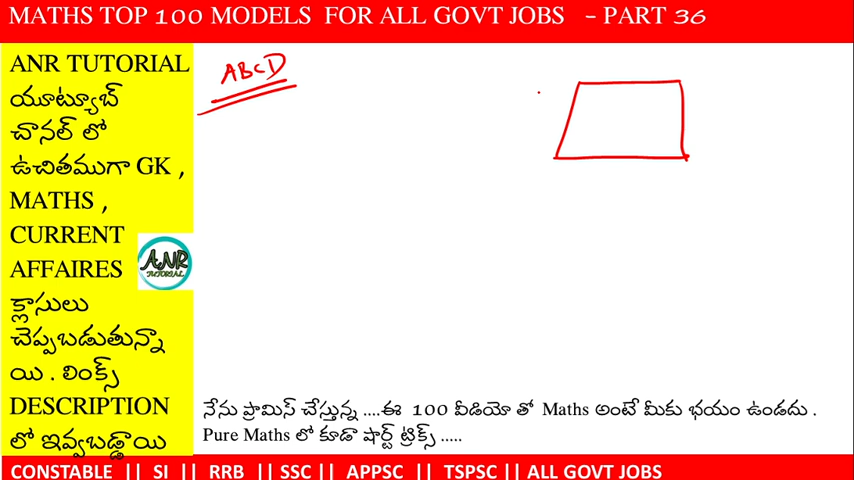 MATHS TOP 100 MODELS FOR ALL GOVT JOBS - PART 36
ANR TUTORIAL
యూట్యూబ్
చానల్ లో
ఉచితముగా GK ,
MATHS ,
CURRENT
AFFAIRES
క్లాసులు
చెప్పబడుతున్నా
యి . లింక్స్
DESCRIPTION
లో ఇవ్వబడ్డాయి
ANR
TUTORIAL
ABCD
నేను ప్రామిస్ చేస్తున్న ....ఈ 100 వీడియో తో Maths అంటే మీకు భయం ఉండదు .
Pure Maths లో కూడా షార్ట్ ట్రిక్స్ .....
CONSTABLE || SI || RRB || SSC || APPSC || TSPSC || ALL GOVT JOBS